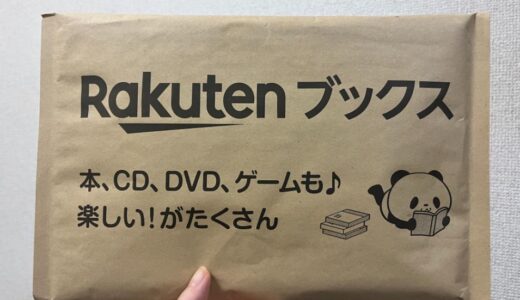 Rakuten ブックス
本、CD、DVD、ゲームも♪
楽しい!がたくさん